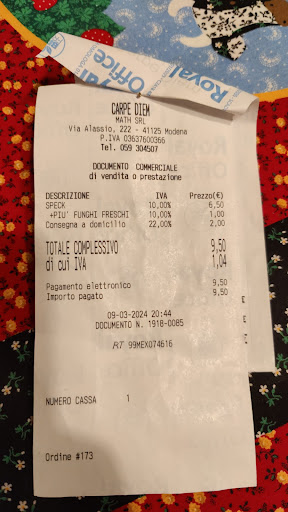 Royal
Office
CARPE DIEM
MATH SRL
Via Alassio, 222 - 41125 Modena
P.IVA 03637600366
Tel. 059 304507
DOCUMENTO COMMERCIALE
di vendita o prestazione
DESCRIZIONE IVA Prezzo(€)
SPECK 10,00% 6,50
+PIU' FUNGHI FRESCHI 10,00% 1,00
Consegna a domicilio 22,00% 2,00
TOTALE COMPLESSIVO 9,50
di cui IVA 1,04
Pagamento elettronico 9,50
Importo pagato 9,50
09-03-2024 20:44
DOCUMENTO N. 1918-0085
RT 99MEX074616
NUMERO CASSA 1
Ordine #173